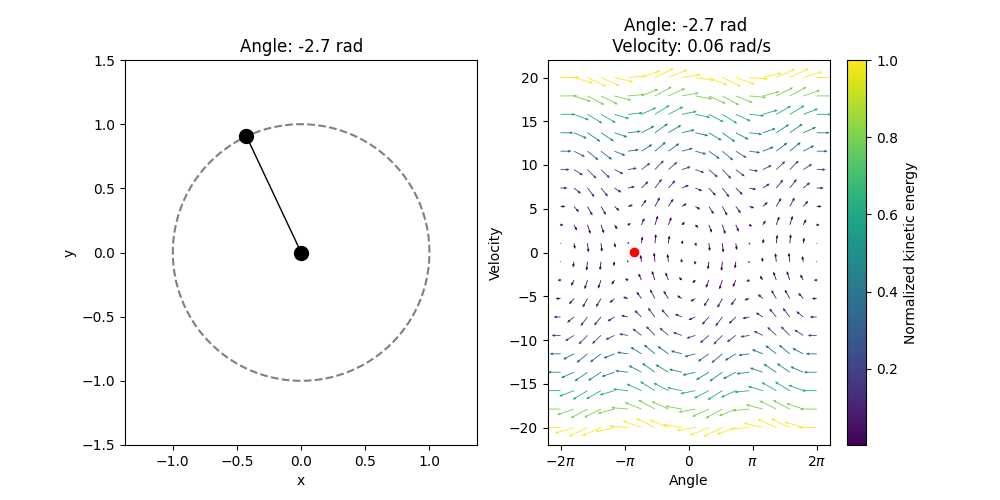 Angle: -2.7 rad
1.5
1.0
0.5
0.0
−0.5
−1.0
−1.5
y
−1.0
−0.5
0.0
0.5
1.0
x
Angle: -2.7 rad
Velocity: 0.06 rad/s
20
15
10
5
0
−5
−10
−15
−20
Velocity
−2π
−π
0
π
2π
Angle
1.0
0.8
0.6
0.4
0.2
Normalized kinetic energy